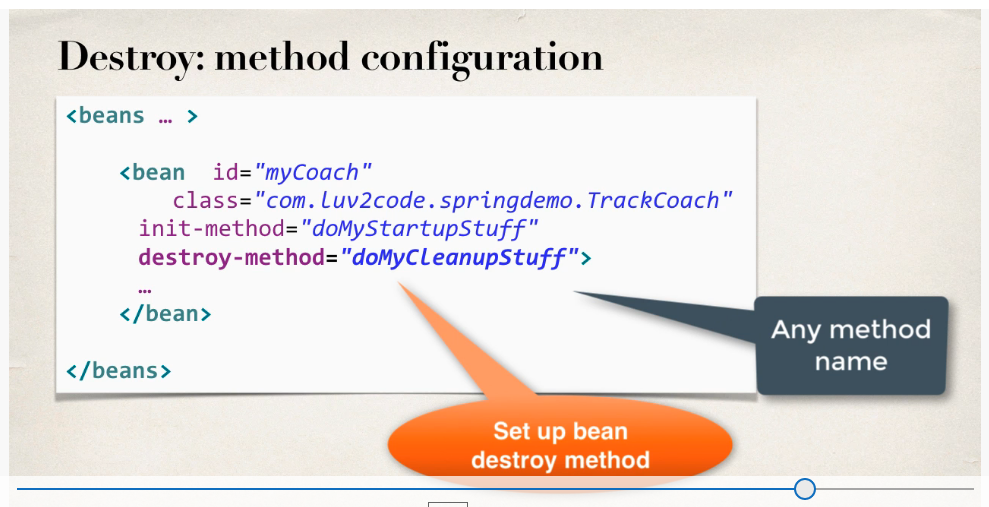 Destroy: method configuration
<beans … >
<bean id="myCoach"
class="com.luv2code.springdemo.TrackCoach"
init-method="doMyStartupStuff"
destroy-method="doMyCleanupStuff">
…
</bean>
</beans>
Any method
name
Set up bean
destroy method